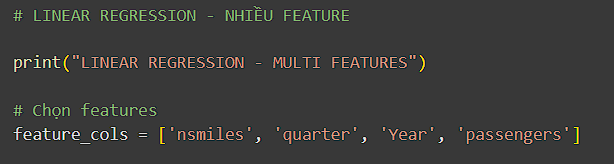 # LINEAR REGRESSION - NHIỀU FEATURE
print("LINEAR REGRESSION - MULTI FEATURES")
# Chọn features
feature_cols = ['nsmiles', 'quarter', 'Year', 'passengers']